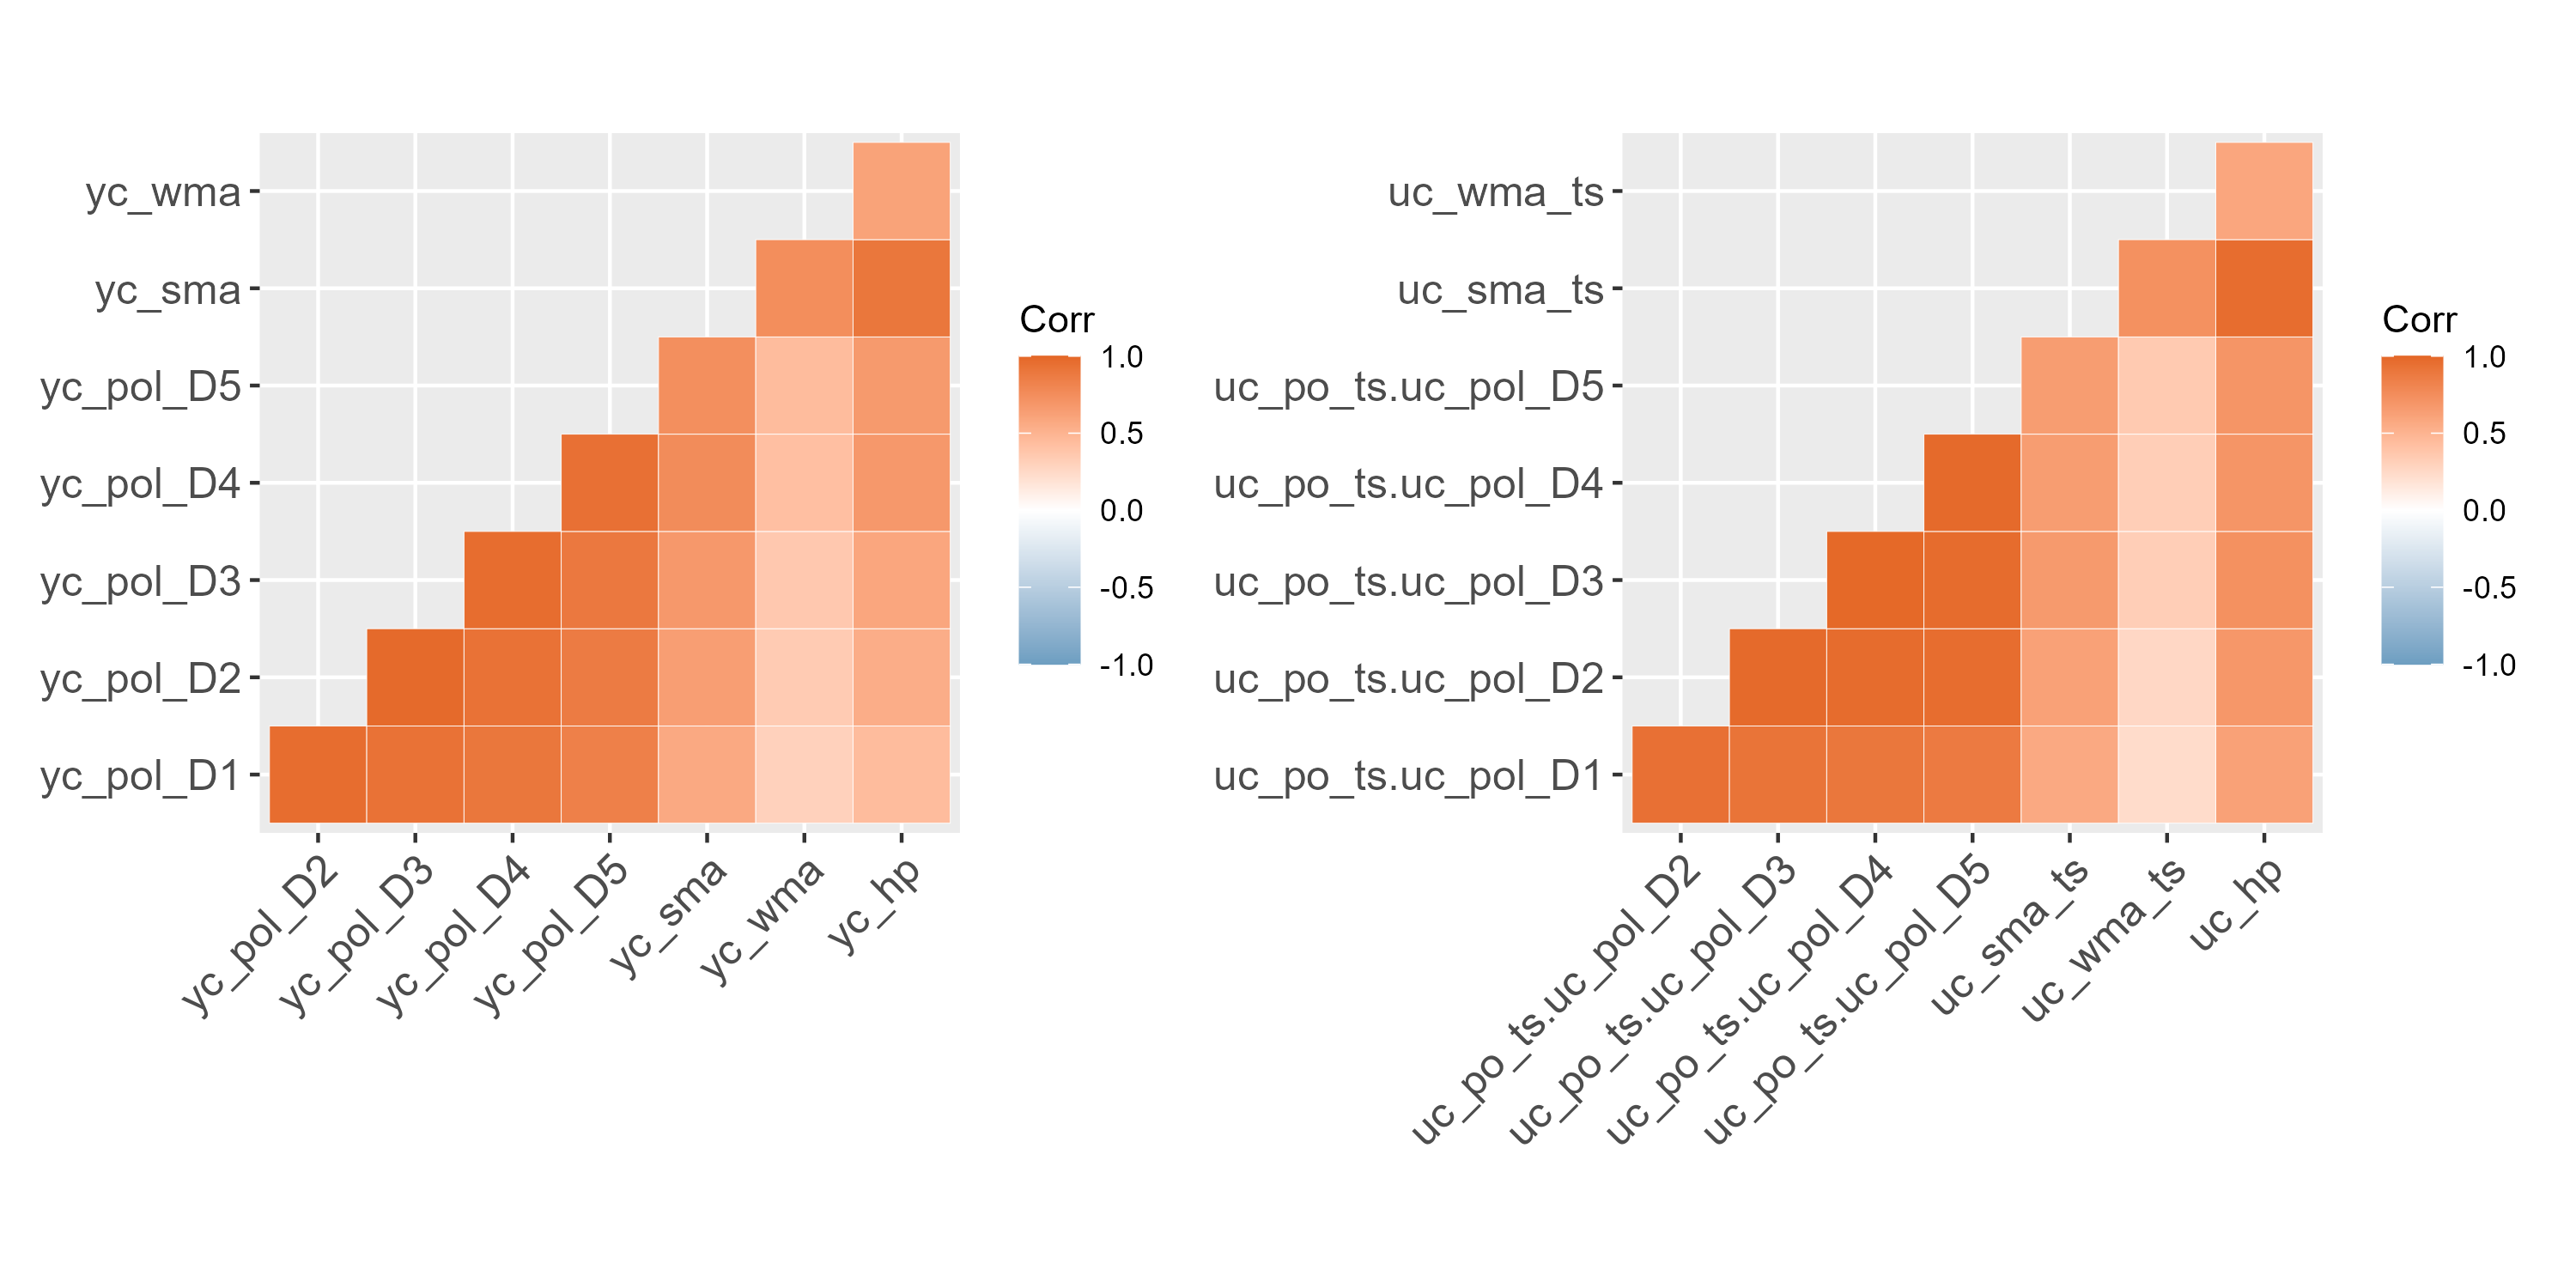 yc_wma
yc_sma
yc_pol_D5
yc_pol_D4
yc_pol_D3
yc_pol_D2
yc_pol_D1
yc_pol_D2
yc_pol_D3
yc_pol_D4
yc_pol_D5
yc_sma
yc_wma
yc_hp
Corr
1.0
0.5
0.0
-0.5
-1.0
uc_wma_ts
uc_sma_ts
uc_po_ts.uc_pol_D5
uc_po_ts.uc_pol_D4
uc_po_ts.uc_pol_D3
uc_po_ts.uc_pol_D2
uc_po_ts.uc_pol_D1
uc_po_ts.uc_pol_D2
uc_po_ts.uc_pol_D3
uc_po_ts.uc_pol_D4
uc_po_ts.uc_pol_D5
uc_sma_ts
uc_wma_ts
uc_hp
Corr
1.0
0.5
0.0
-0.5
-1.0